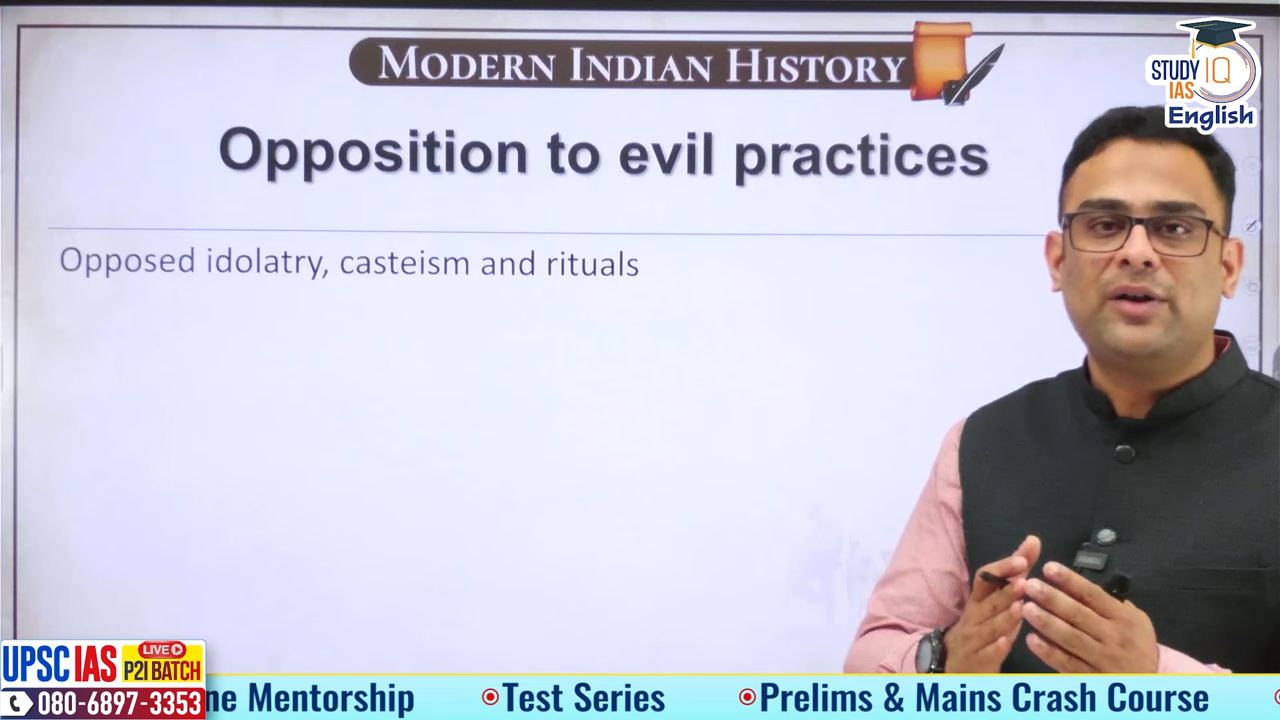 MODERN INDIAN HISTORY
STUDY IQ
IAS
English
Opposition to evil practices
Opposed idolatry, casteism and rituals
UPSC IAS
LIVE
P2I BATCH
080-6897-3353
ne Mentorship
Test Series
Prelims & Mains Crash Course